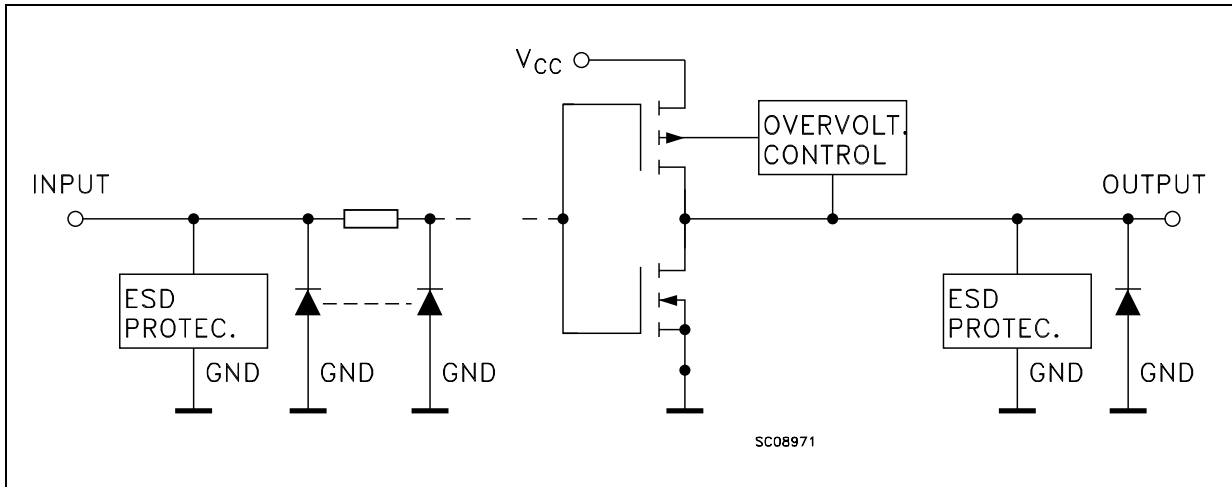 VCC
OVERVOLT.
CONTROL
INPUT
OUTPUT
ESD
PROTEC.
ESD
PROTEC.
GND
GND
GND
GND
GND
SC08971